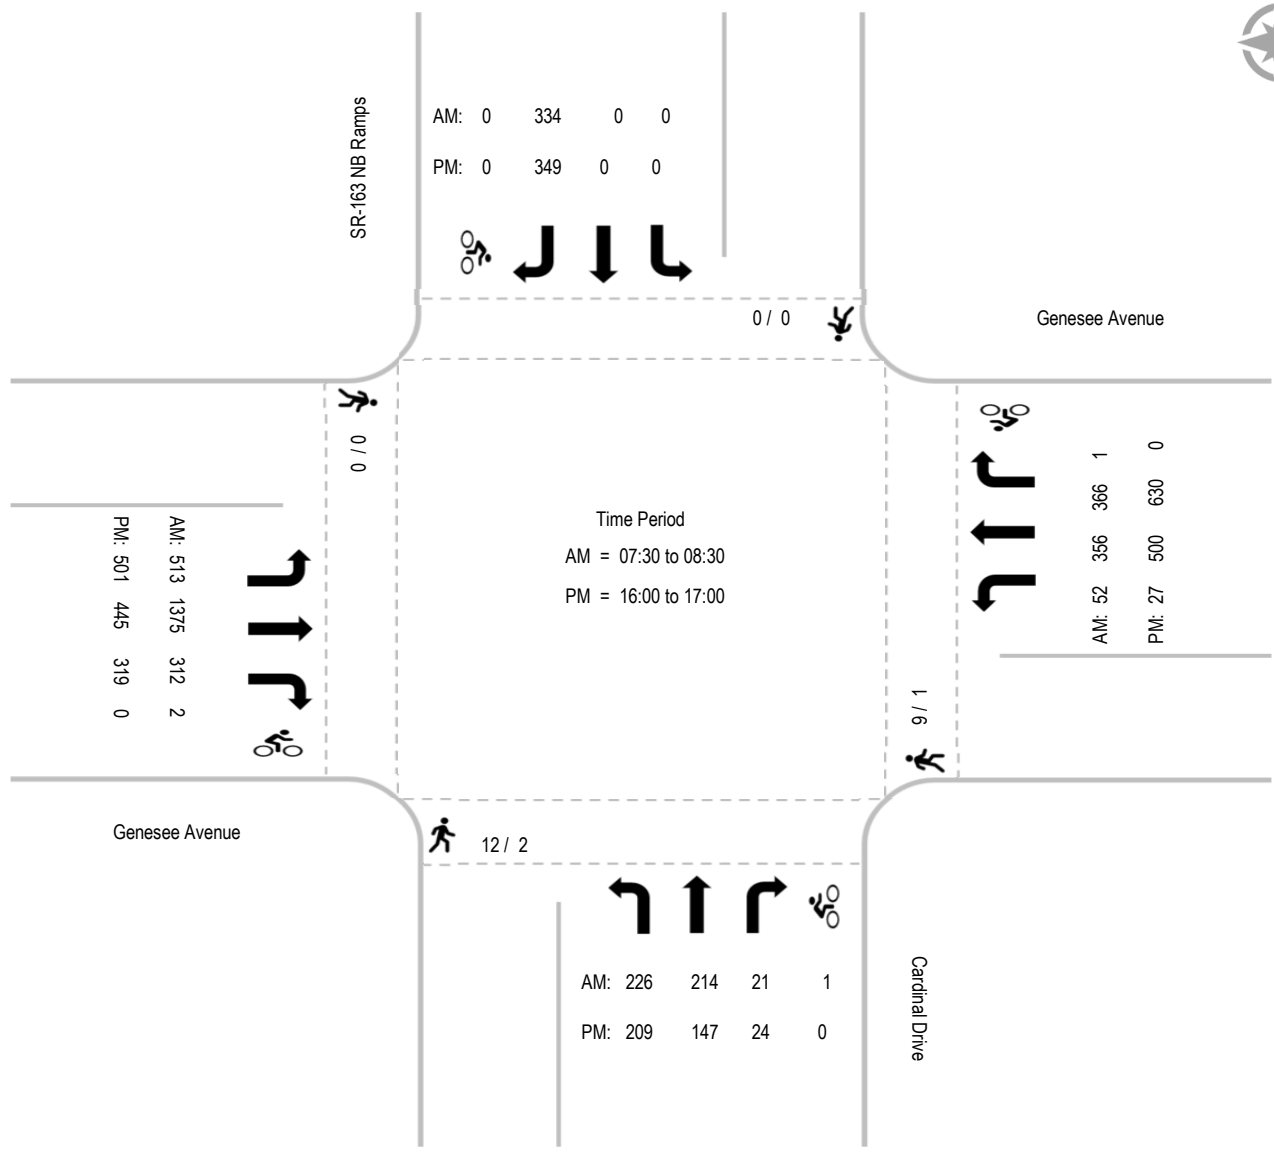 SR-163 NB Ramps
AM: 0 334 0 0
PM: 0 349 0 0
0 / 0
Genesee Avenue
0 / 0
AM: 513 1375 312 2
PM: 501 445 319 0
Time Period
AM = 07:30 to 08:30
PM = 16:00 to 17:00
AM: 52 356 366 1
PM: 27 500 630 0
9 / 1
Genesee Avenue
12 / 2
AM: 226 214 21 1
PM: 209 147 24 0
Cardinal Drive